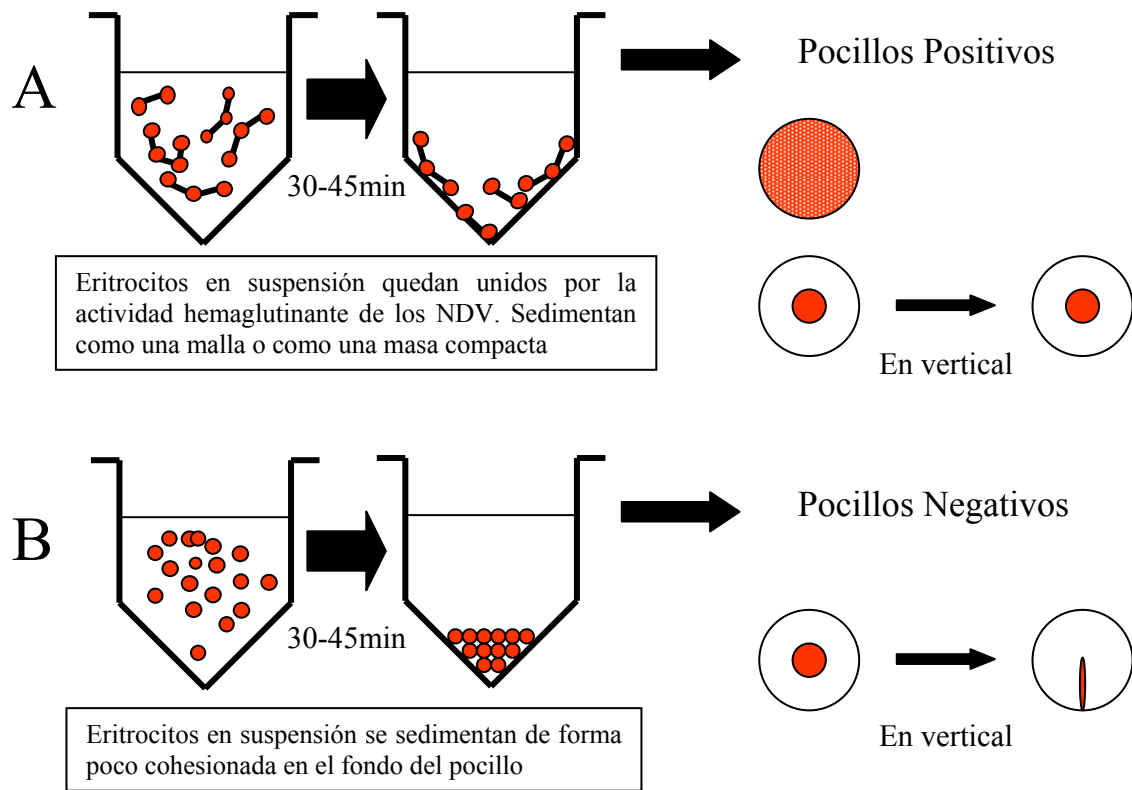 A
30-45min
Pocillos Positivos
En vertical
Eritrocitos en suspensión quedan unidos por la
actividad hemaglutinante de los NDV. Sedimentan
como una malla o como una masa compacta
B
30-45min
Pocillos Negativos
En vertical
Eritrocitos en suspensión se sedimentan de forma
poco cohesionada en el fondo del pocillo